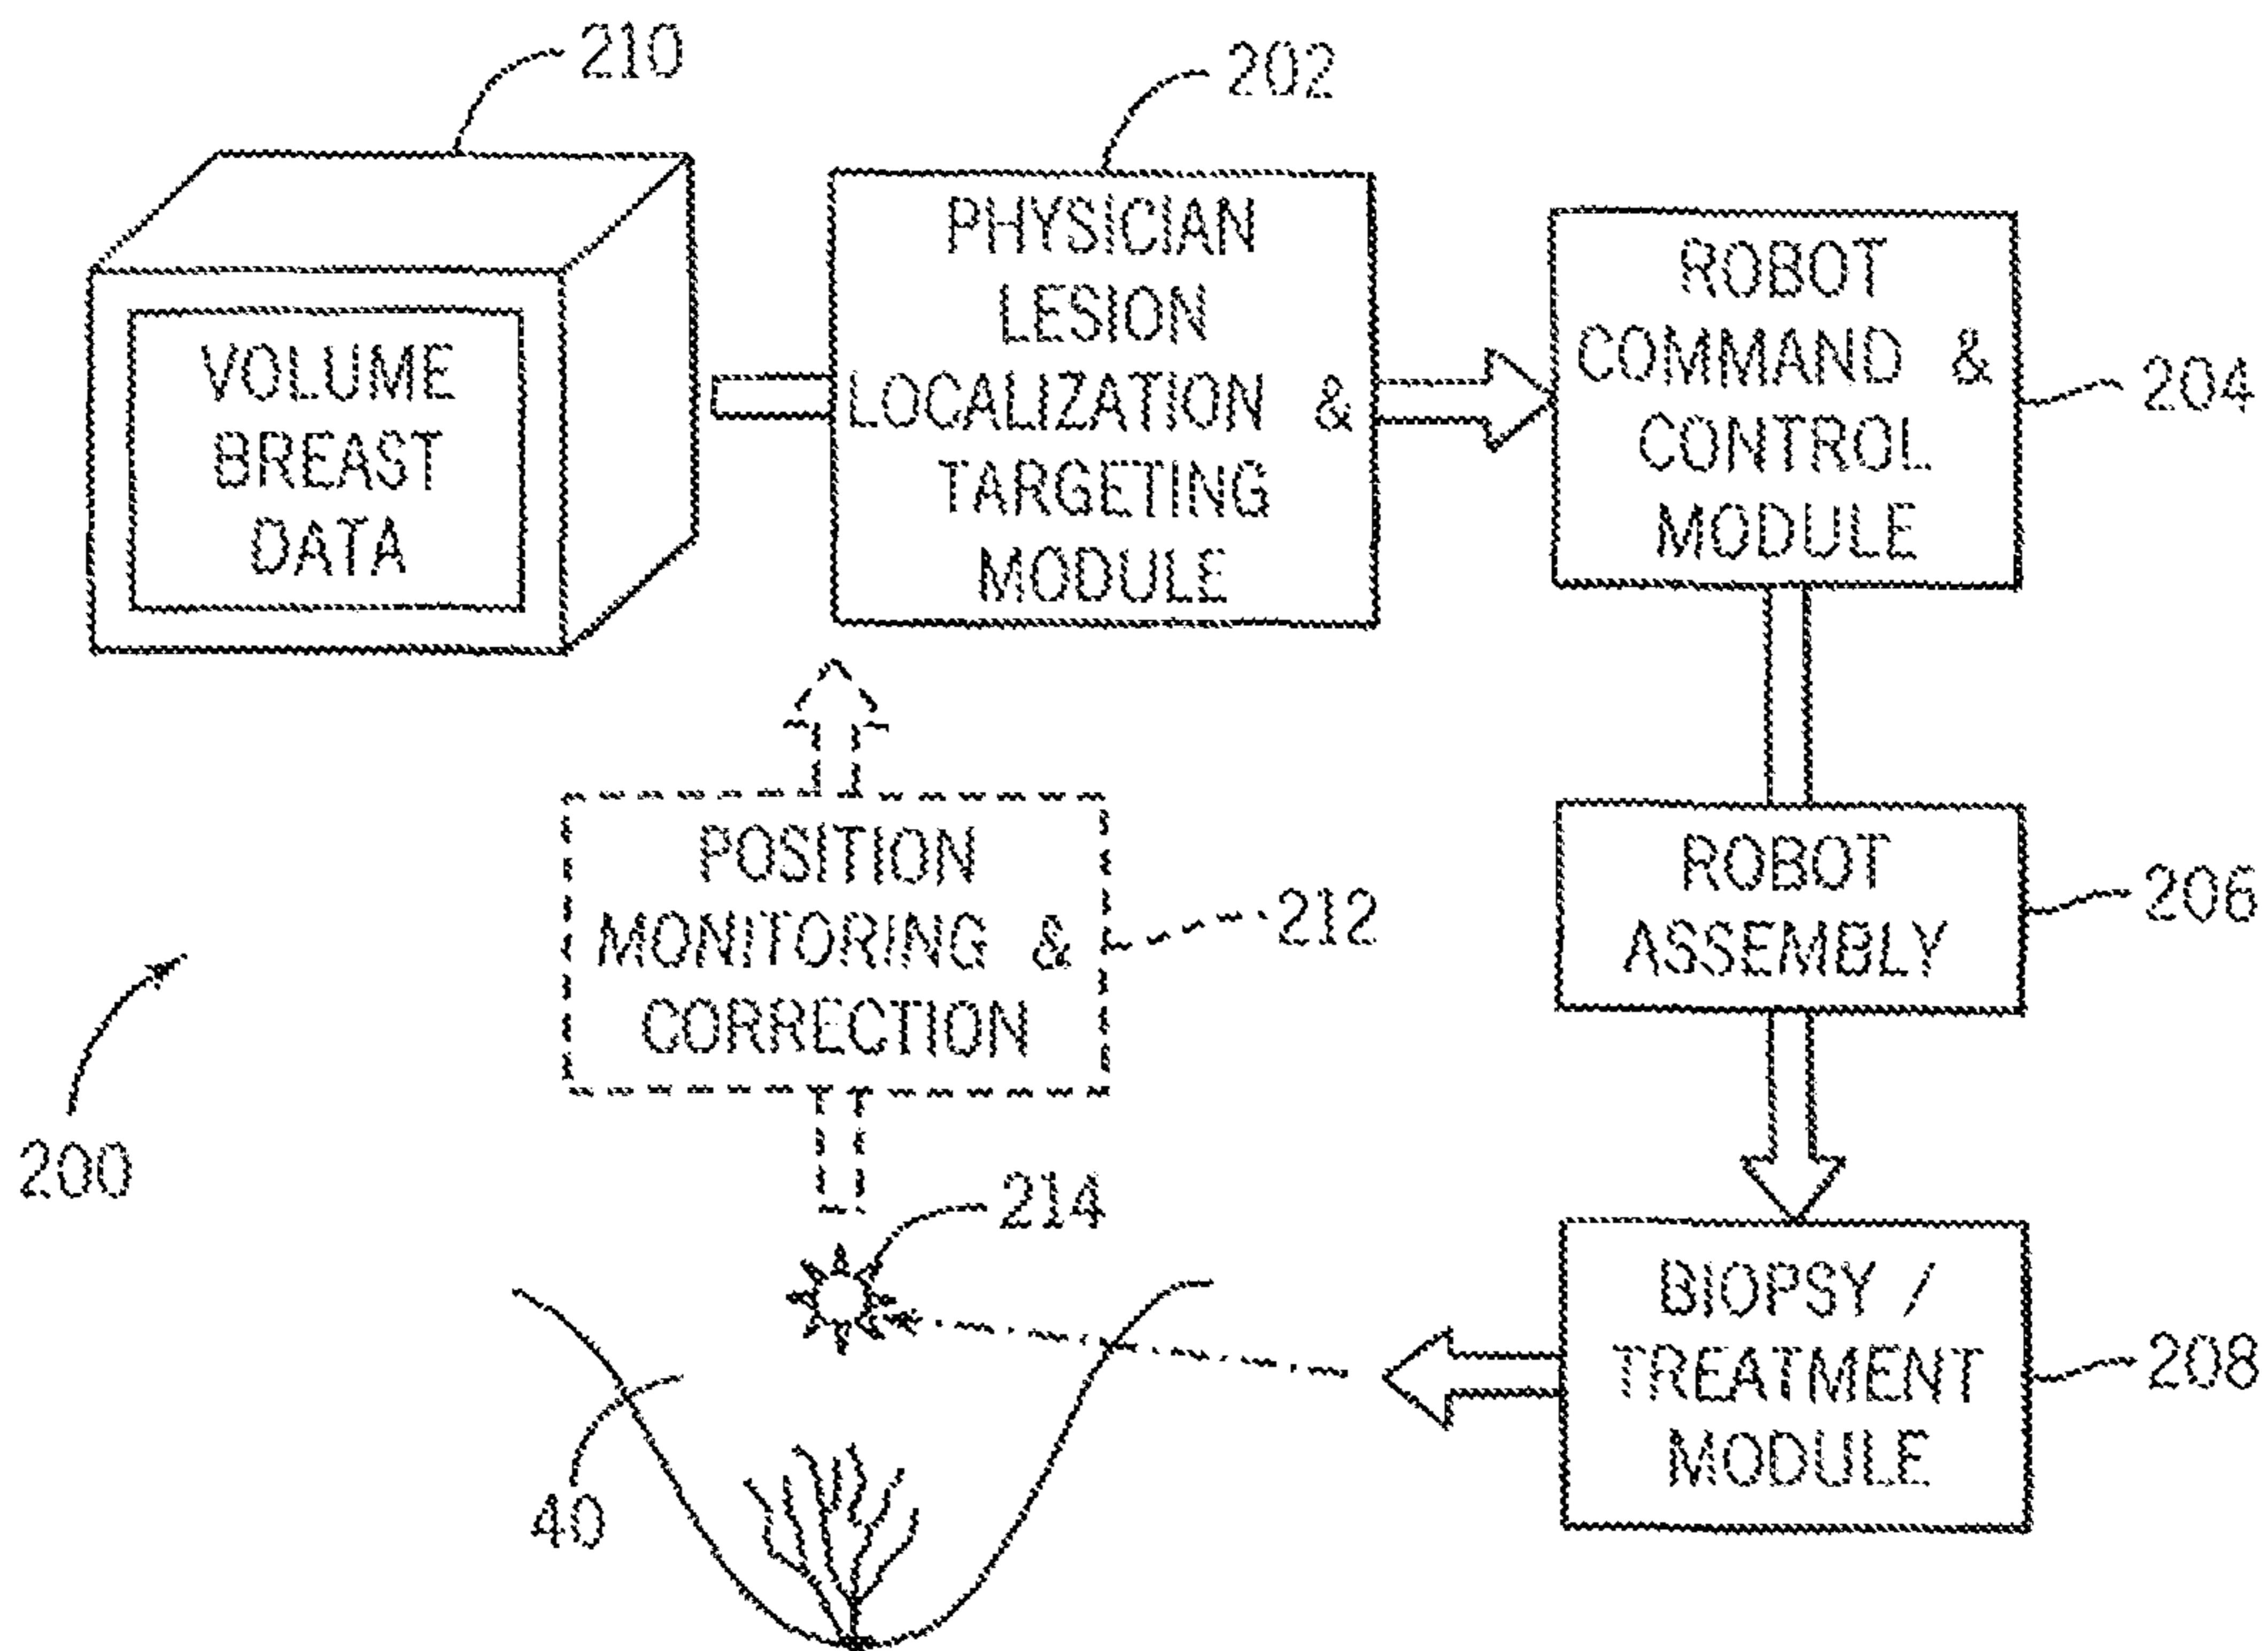 210
202
VOLUME
BREAST
DATA
PHYSICIAN
LESION
LOCALIZATION &
TARGETING
MODULE
ROBOT
COMMAND &
CONTROL
MODULE
204
POSITION
MONITORING &
CORRECTION
212
ROBOT
ASSEMBLY
206
200
214
BIOPSY /
TREATMENT
MODULE
208
40